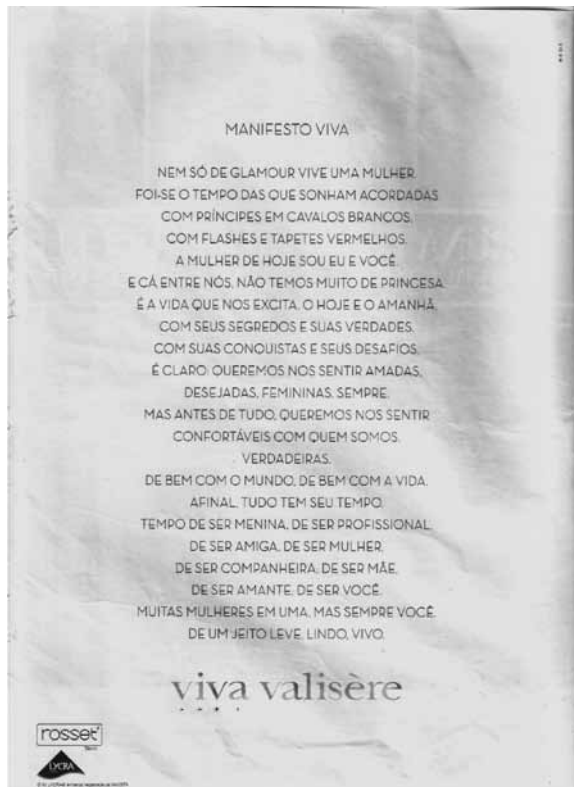 MANIFESTO VIVA
NEM SÓ DE GLAMOUR VIVE UMA MULHER.
FOI-SE O TEMPO DAS QUE SONHAM ACORDADAS
COM PRÍNCIPES EM CAVALOS BRANCOS,
COM FLASHES E TAPETES VERMELHOS.
A MULHER DE HOJE SOU EU E VOCÊ.
E CÁ ENTRE NÓS, NÃO TEMOS MUITO DE PRINCESA.
É A VIDA QUE NOS EXCITA. O HOJE E O AMANHÃ,
COM SEUS SEGREDOS E SUAS VERDADES,
COM SUAS CONQUISTAS E SEUS DESAFIOS.
É CLARO: QUEREMOS NOS SENTIR AMADAS,
DESEJADAS, FEMININAS, SEMPRE,
MAS ANTES DE TUDO, QUEREMOS NOS SENTIR
CONFORTÁVEIS COM QUEM SOMOS.
VERDADEIRAS.
DE BEM COM O MUNDO, DE BEM COM A VIDA.
AFINAL, TUDO TEM SEU TEMPO.
TEMPO DE SER MENINA, DE SER PROFISSIONAL,
DE SER AMIGA, DE SER MULHER,
DE SER COMPANHEIRA, DE SER MÃE,
DE SER AMANTE, DE SER VOCÊ.
MUITAS MULHERES EM UMA, MAS SEMPRE VOCÊ.
DE UM JEITO LEVE, LINDO, VIVO.
viva valisère
rosset
LYCRA